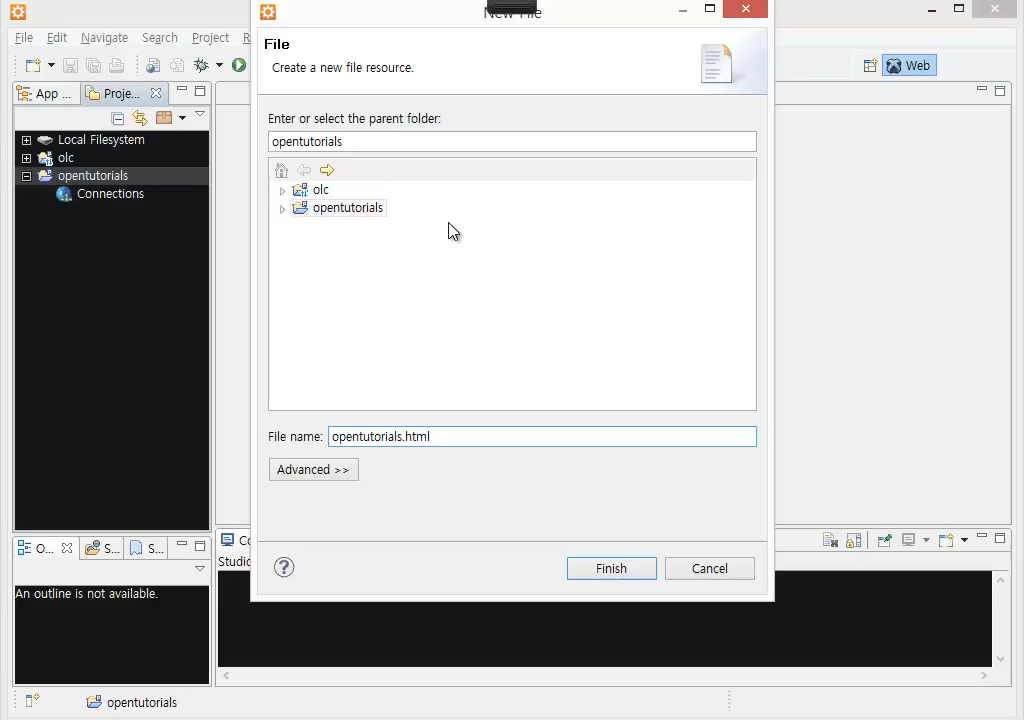 New File
File Edit Navigate Search Project R
File
Create a new file resource.
Web
App ...
Proje...
Enter or select the parent folder:
opentutorials
Local Filesystem
olc
opentutorials
Connections
olc
opentutorials
File name: opentutorials.html
Advanced >>
O...
S...
S...
Co
Studio
An outline is not available.
Finish
Cancel
opentutorials